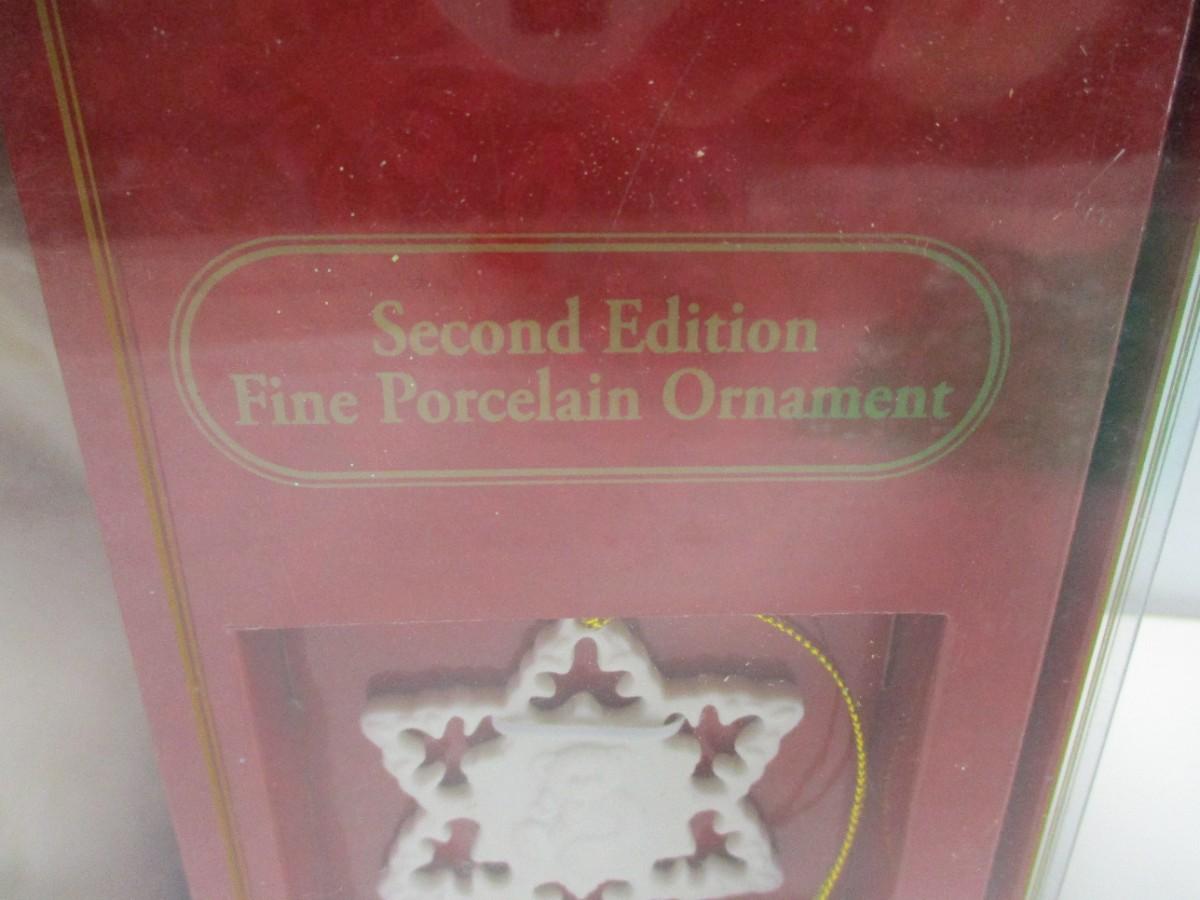 Second Edition
Fine Porcelain Ornament